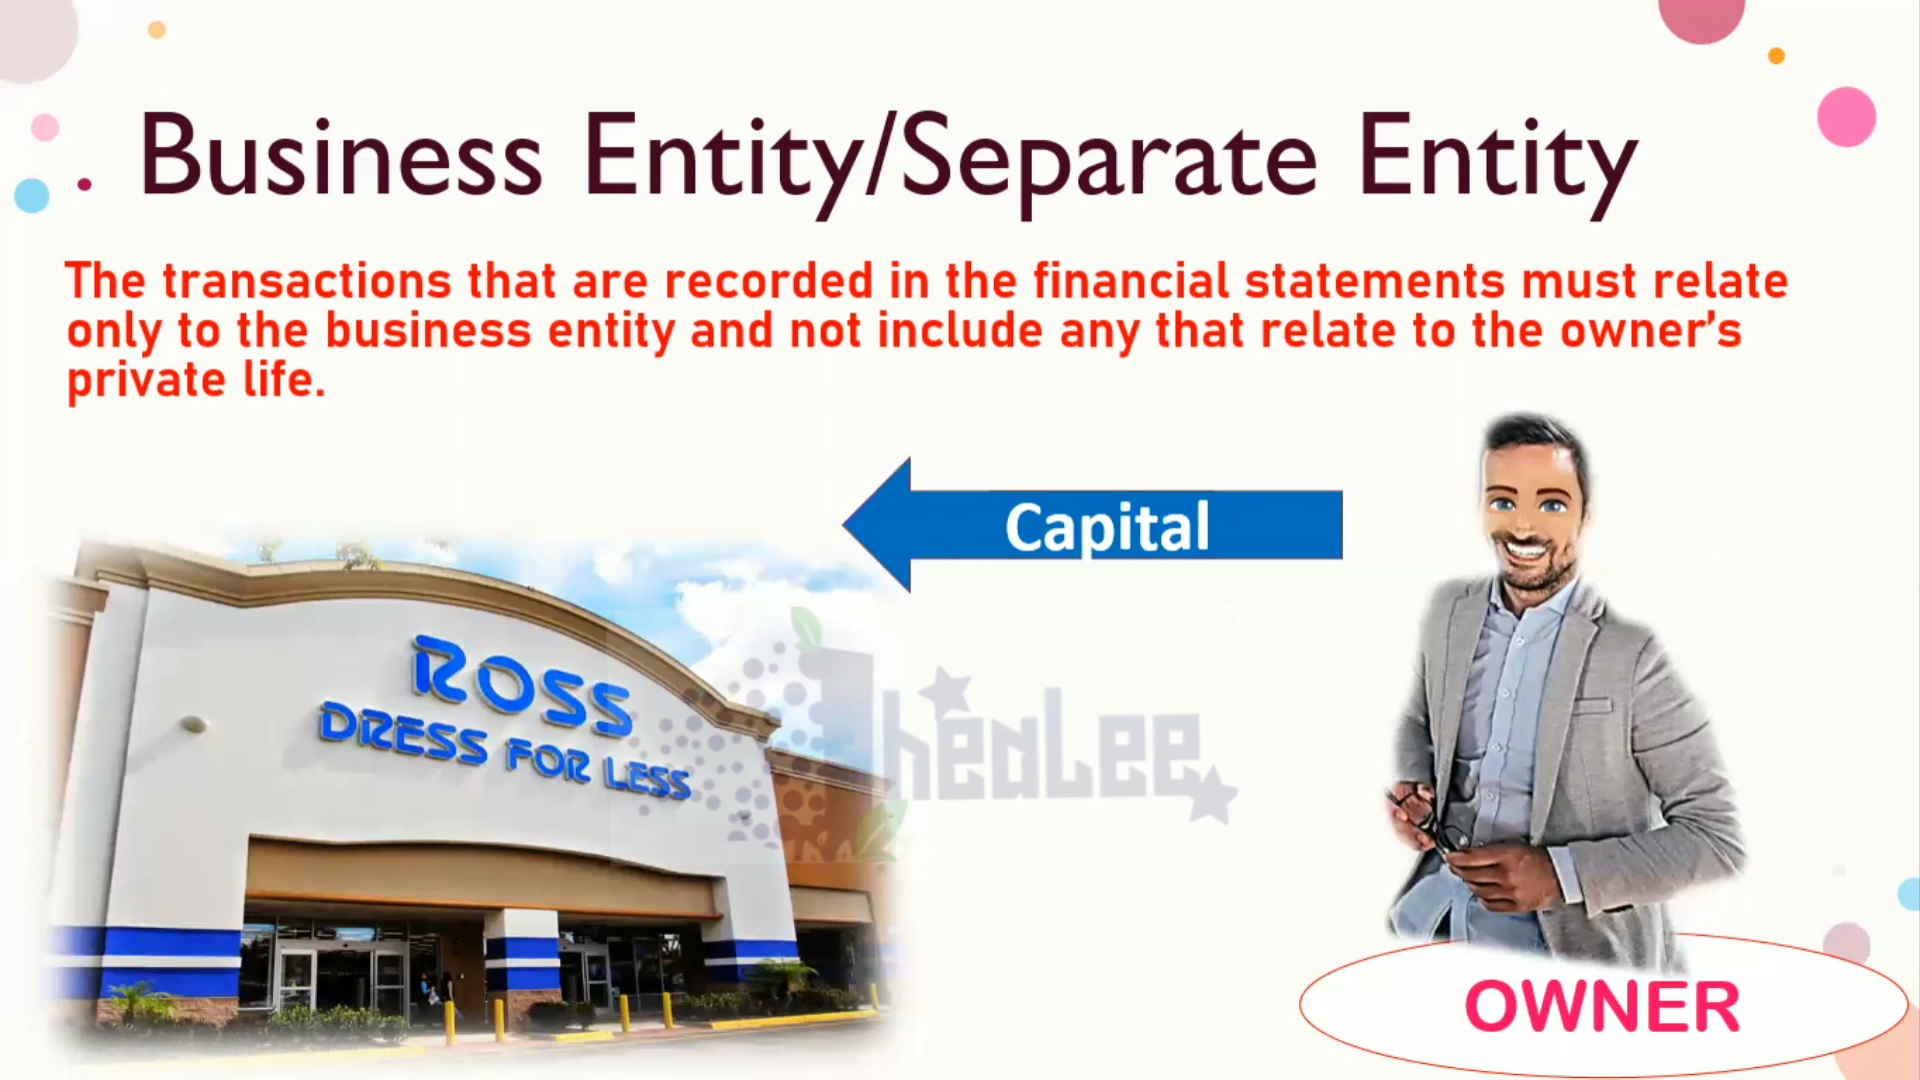 Business Entity/Separate Entity
The transactions that are recorded in the financial statements must relate
only to the business entity and not include any that relate to the owner's
private life.
Capital
ROSS
DRESS FOR LESS
TheaLee
OWNER